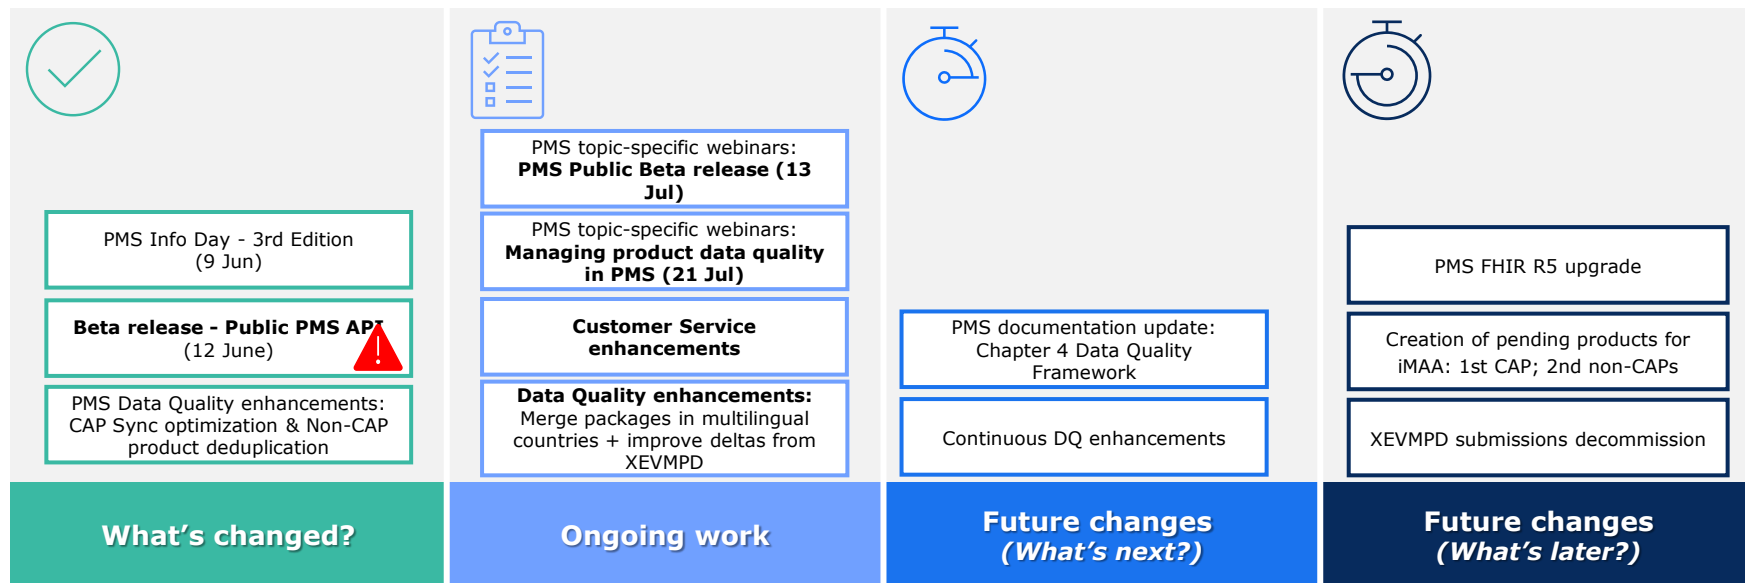 PMS Info Day - 3rd Edition
(9 Jun)
Beta release - Public PMS API
(12 June)
PMS Data Quality enhancements:
CAP Sync optimization & Non-CAP
product deduplication
What's changed?
PMS topic-specific webinars:
PMS Public Beta release (13
Jul)
PMS topic-specific webinars:
Managing product data quality
in PMS (21 Jul)
Customer Service
enhancements
Data Quality enhancements:
Merge packages in multilingual
countries + improve deltas from
XEVMPD
Ongoing work
PMS documentation update:
Chapter 4 Data Quality
Framework
Continuous DQ enhancements
Future changes
(What's next?)
PMS FHIR R5 upgrade
Creation of pending products for
iMAA: 1st CAP; 2nd non-CAPs
XEVMPD submissions decommission
Future changes
(What's later?)